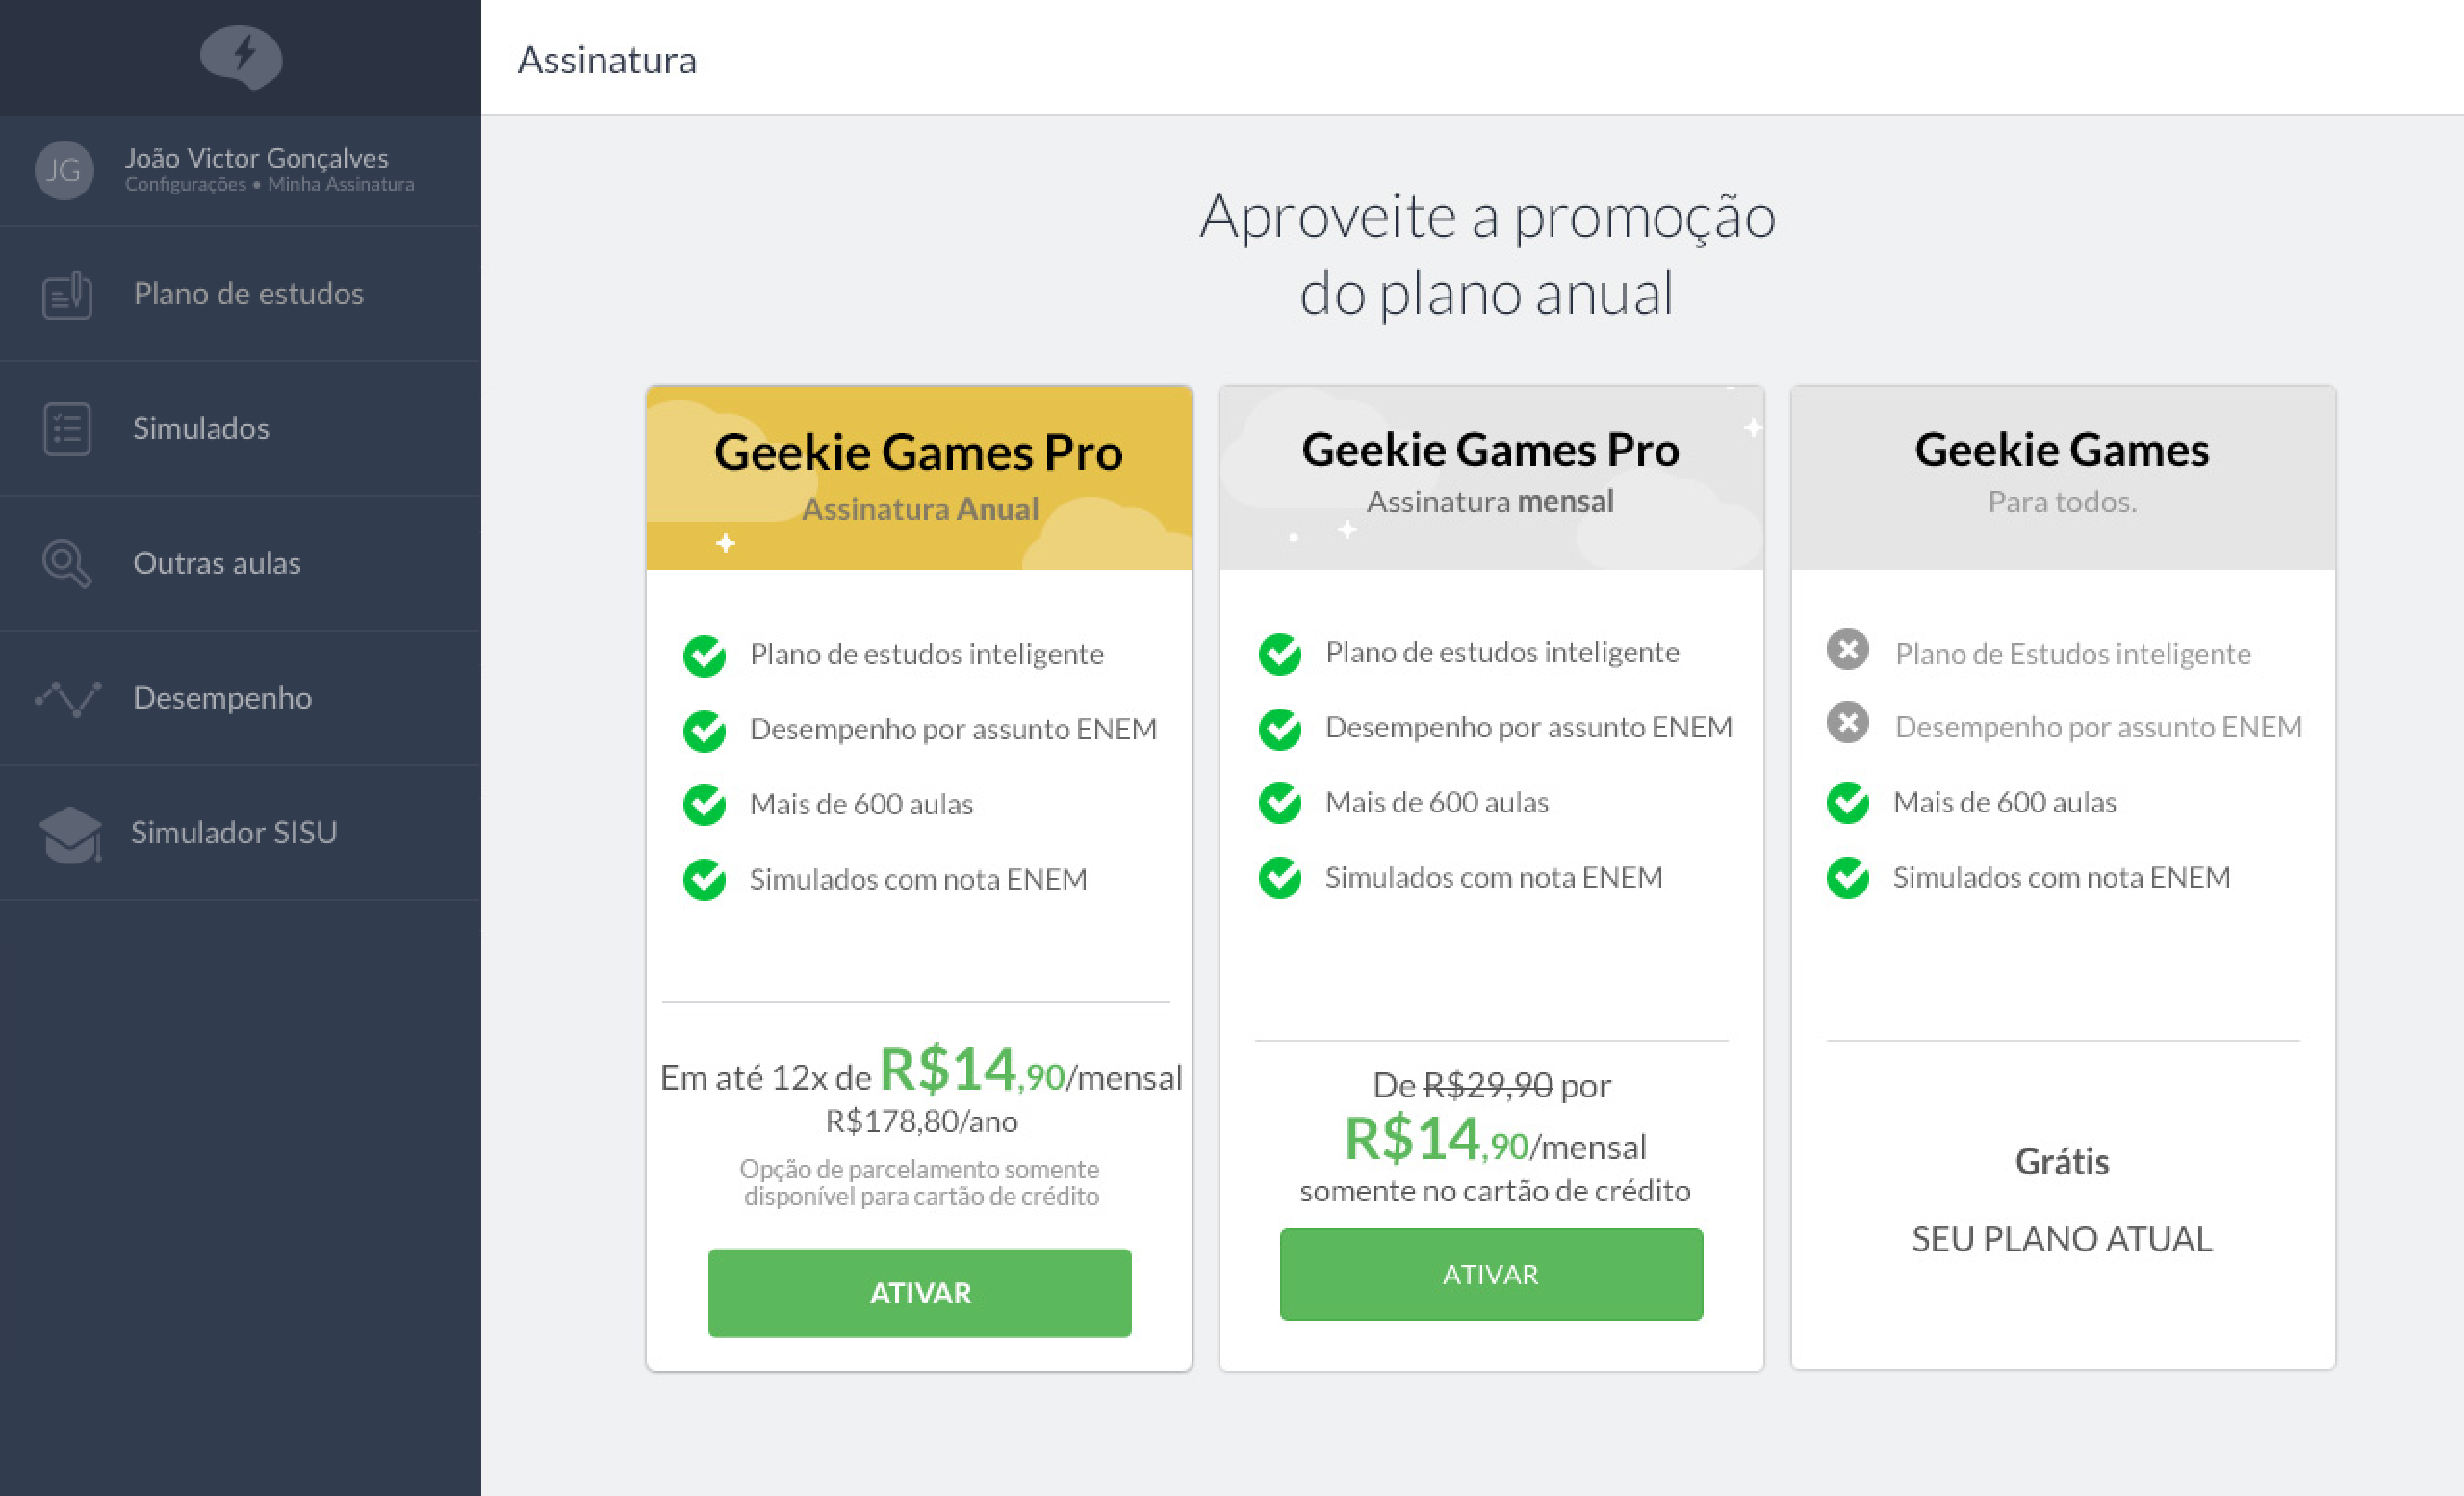 Assinatura
JG
João Victor Gonçalves
Configurações • Minha Assinatura
Plano de estudos
Simulados
Outras aulas
Desempenho
Simulador SISU
Aproveite a promoção
do plano anual
Geekie Games Pro
Assinatura Anual
Plano de estudos inteligente
Desempenho por assunto ENEM
Mais de 600 aulas
Simulados com nota ENEM
Em até 12x de R$14,90/mensal
R$178,80/ano
Opção de parcelamento somente
disponível para cartão de crédito
ATIVAR
Geekie Games Pro
Assinatura mensal
Plano de estudos inteligente
Desempenho por assunto ENEM
Mais de 600 aulas
Simulados com nota ENEM
De R$29,90 por
R$14,90/mensal
somente no cartão de crédito
ATIVAR
Geekie Games
Para todos.
Plano de Estudos inteligente
Desempenho por assunto ENEM
Mais de 600 aulas
Simulados com nota ENEM
Grátis
SEU PLANO ATUAL